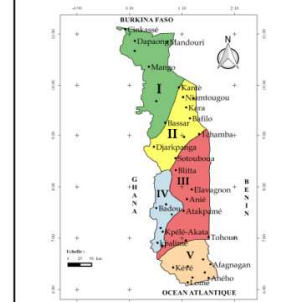 BURKINA FASO
Cinkassé
Dapaong
Mandouri
N
Mango
Kanté
I
Niamtougou
Kara
Bafilo
Bassar
II
Tchamba
Djarkpanga
Sotouboua
Blitta
III
GHANA
BENIN
Elavagnon
IV
Anié
Badou
Atakpamé
Kpélé-Akata
Kpalimé
Tohoun
Echelle :
V
Afagnagan
Kévé
Aného
Lomé
OCEAN ATLANTIQUE